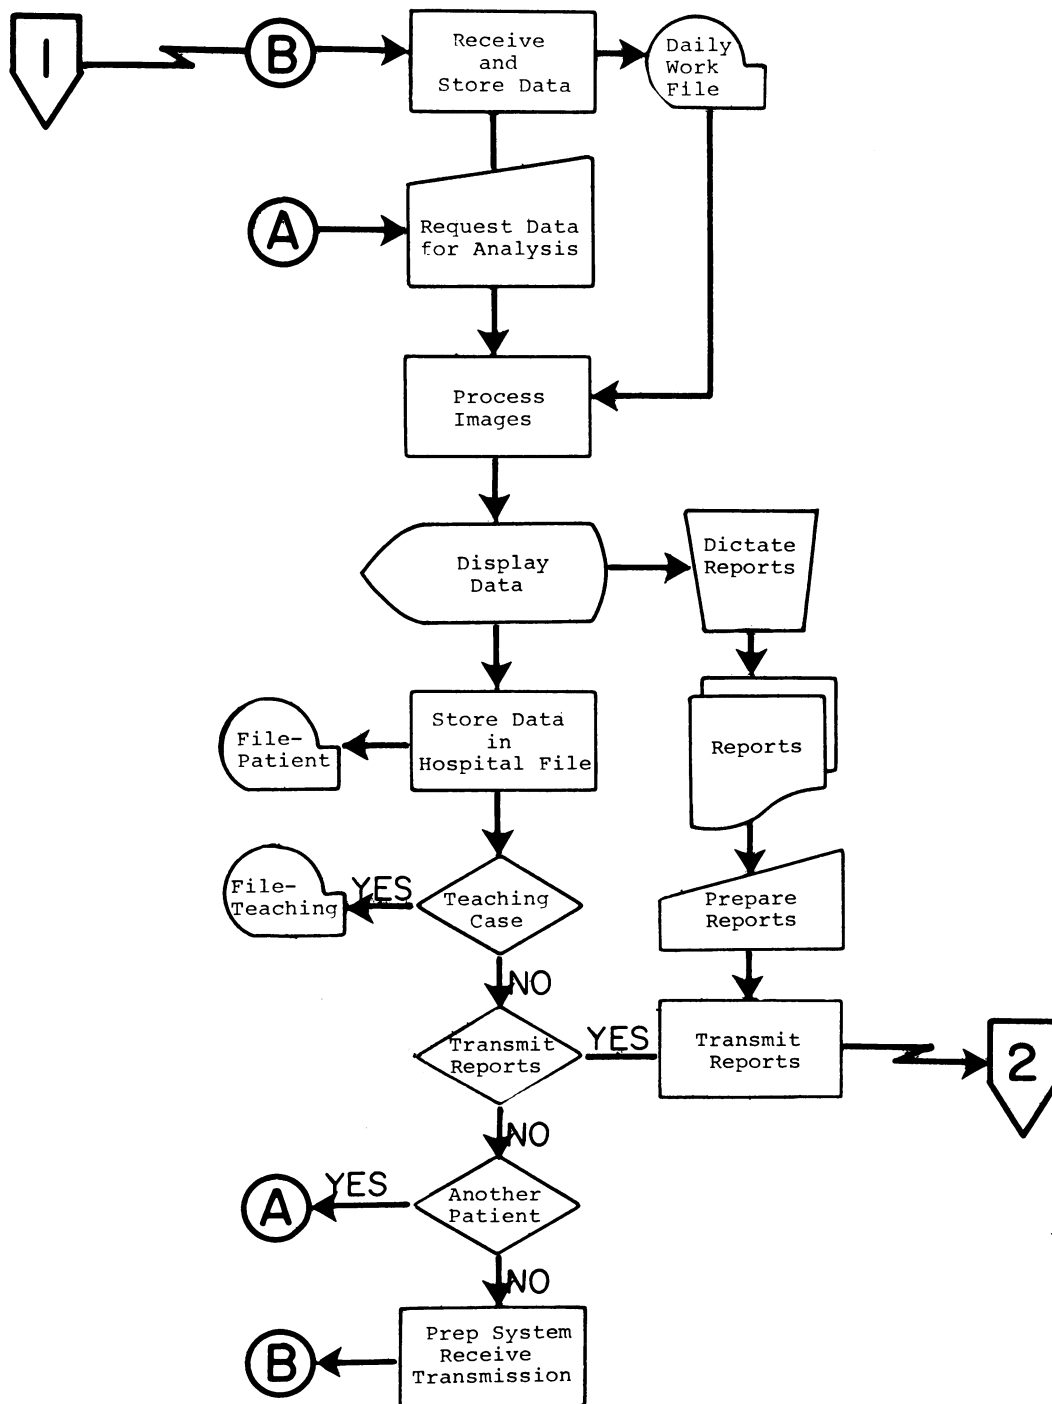 1
B
Receive
and
Store Data
Daily
Work
File
A
Request Data
for Analysis
Process
Images
Display
Data
Dictate
Reports
Store Data
in
Hospital File
File-
Patient
Reports
Teaching
Case
YES
File-
Teaching
Prepare
Reports
NO
Transmit
Reports
YES
Transmit
Reports
2
NO
Another
Patient
YES
A
NO
Prep System
Receive
Transmission
B